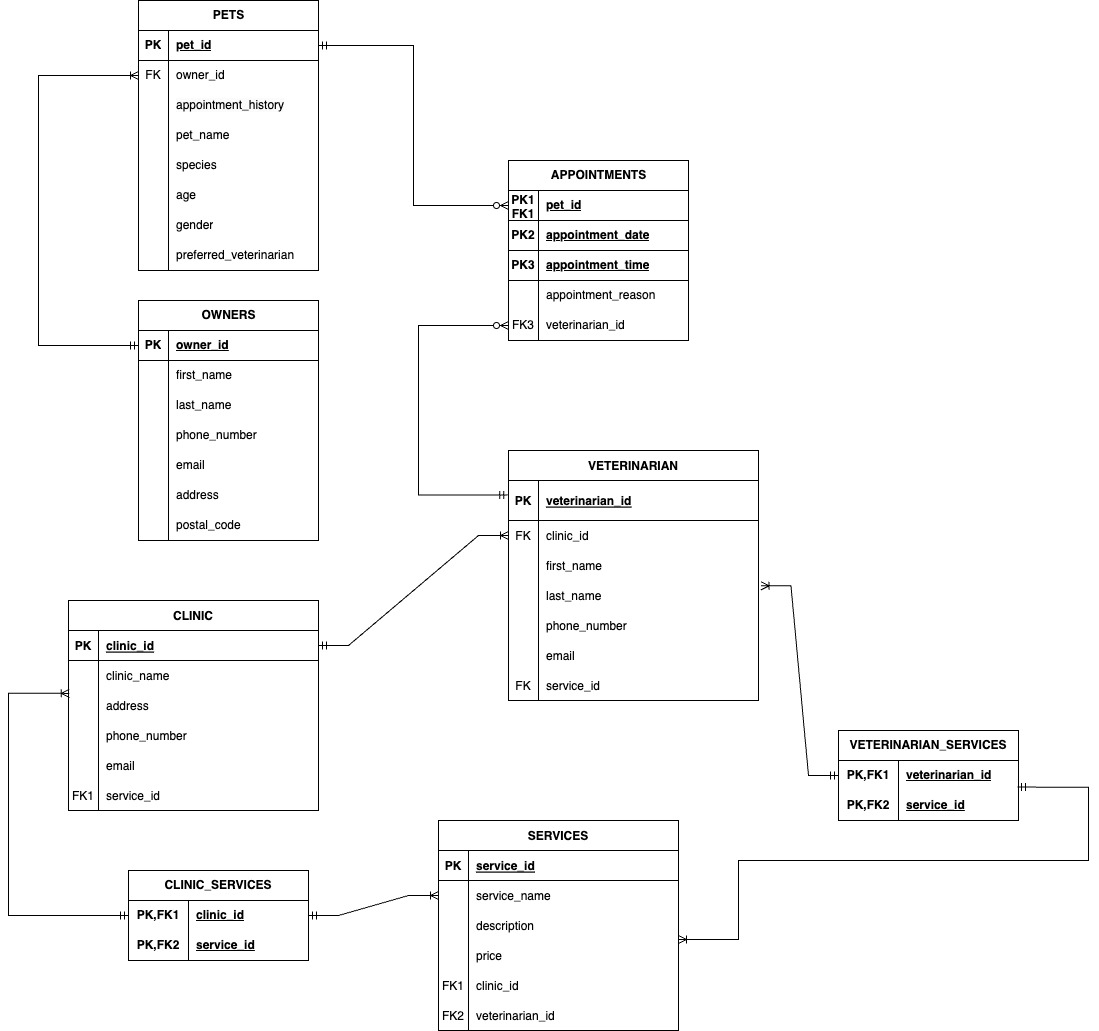 PETS
PK pet_id
FK owner_id
appointment_history
pet_name
species
age
gender
preferred_veterinarian
OWNERS
PK owner_id
first_name
last_name
phone_number
email
address
postal_code
APPOINTMENTS
PK1
FK1 pet_id
PK2 appointment_date
PK3 appointment_time
appointment_reason
FK3 veterinarian_id
VETERINARIAN
PK veterinarian_id
FK clinic_id
first_name
last_name
phone_number
email
FK service_id
CLINIC
PK clinic_id
clinic_name
address
phone_number
email
FK1 service_id
VETERINARIAN_SERVICES
PK,FK1 veterinarian_id
PK,FK2 service_id
CLINIC_SERVICES
PK,FK1 clinic_id
PK,FK2 service_id
SERVICES
PK service_id
service_name
description
price
FK1 clinic_id
FK2 veterinarian_id